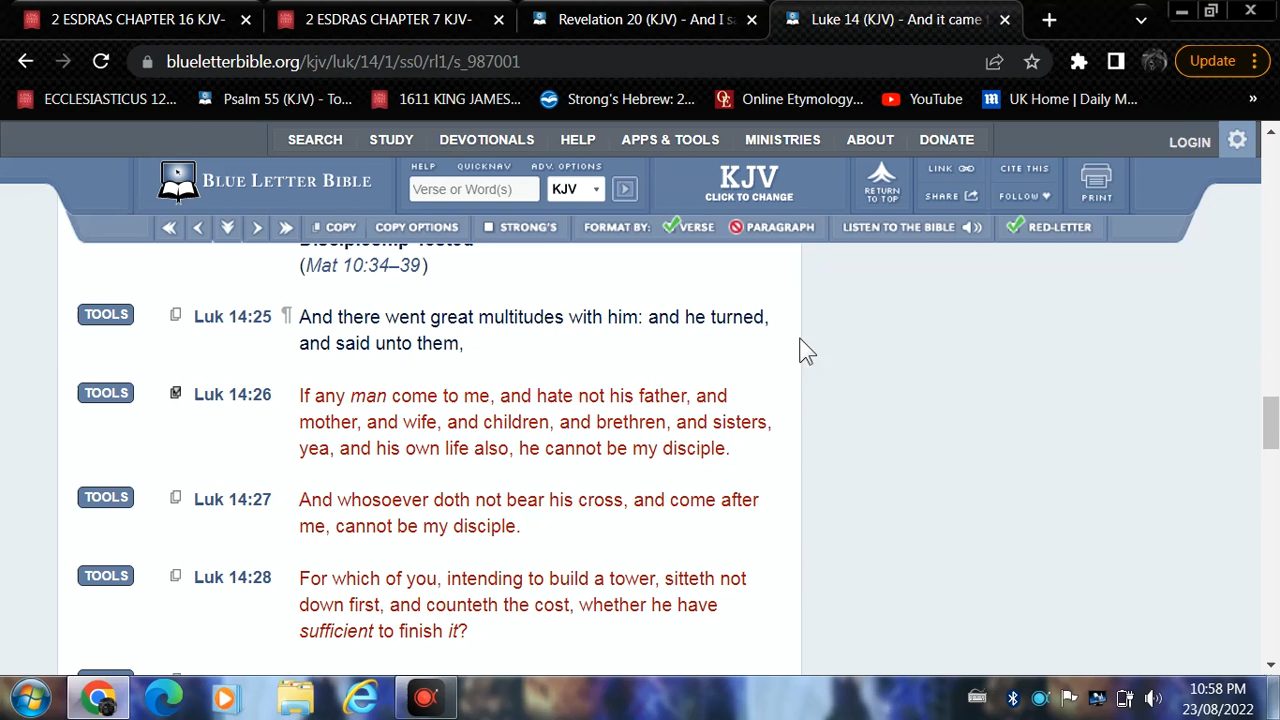 2 ESDRAS CHAPTER 16 KJV-
2 ESDRAS CHAPTER 7 KJV-
Revelation 20 (KJV) - And I sa
Luke 14 (KJV) - And it came
blueletterbible.org/kjv/luk/14/1/ss0/rl1/s_987001
Update
ECCLESIASTICUS 12...
Psalm 55 (KJV) - To...
1611 KING JAMES...
Strong's Hebrew: 2...
Online Etymology...
YouTube
UK Home | Daily M...
»
SEARCH STUDY DEVOTIONALS HELP APPS & TOOLS MINISTRIES ABOUT DONATE
LOGIN
BLUE LETTER BIBLE
HELP QUICKNAV ADV. OPTIONS
Verse or Word(s)
KJV
KJV
CLICK TO CHANGE
RETURN
TO TOP
LINK
SHARE
CITE THIS
FOLLOW
PRINT
COPY
COPY OPTIONS
STRONG'S
FORMAT BY:
VERSE
PARAGRAPH
LISTEN TO THE BIBLE
RED-LETTER
Discipleship Tested
(Mat 10:34–39)
TOOLS Luk 14:25 ¶ And there went great multitudes with him: and he turned,
and said unto them,
TOOLS Luk 14:26 If any man come to me, and hate not his father, and
mother, and wife, and children, and brethren, and sisters,
yea, and his own life also, he cannot be my disciple.
TOOLS Luk 14:27 And whosoever doth not bear his cross, and come after
me, cannot be my disciple.
TOOLS Luk 14:28 For which of you, intending to build a tower, sitteth not
down first, and counteth the cost, whether he have
sufficient to finish it?
10:58 PM
23/08/2022